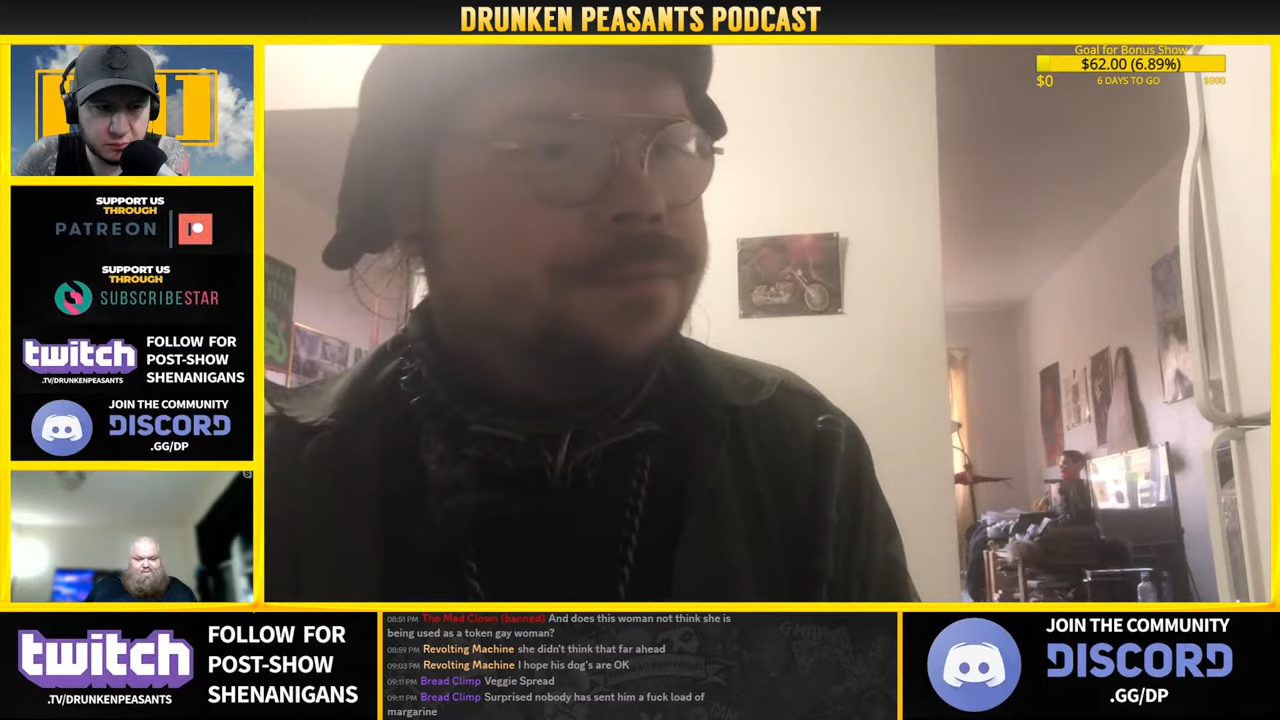 DRUNKEN PEASANTS PODCAST
Goal for Bonus Show
$62.00 (6.89%)
$0
6 DAYS TO GO
$900
SUPPORT US
THROUGH
PATREON
SUPPORT US
THROUGH
SUBSCRIBESTAR
twitch
.TV/DRUNKENPEASANTS
FOLLOW FOR
POST-SHOW
SHENANIGANS
JOIN THE COMMUNITY
DISCORD
.GG/DP
twitch
.TV/DRUNKENPEASANTS
FOLLOW FOR
POST-SHOW
SHENANIGANS
08:51 PM The Mad Clown (banned) And does this woman not think she is
being used as a token gay woman?
08:59 PM Revolting Machine she didn't think that far ahead
09:03 PM Revolting Machine I hope his dog's are OK
09:11 PM Bread Climp Veggie Spread
09:11 PM Bread Climp Surprised nobody has sent him a fuck load of
margarine
JOIN THE COMMUNITY
DISCORD
.GG/DP